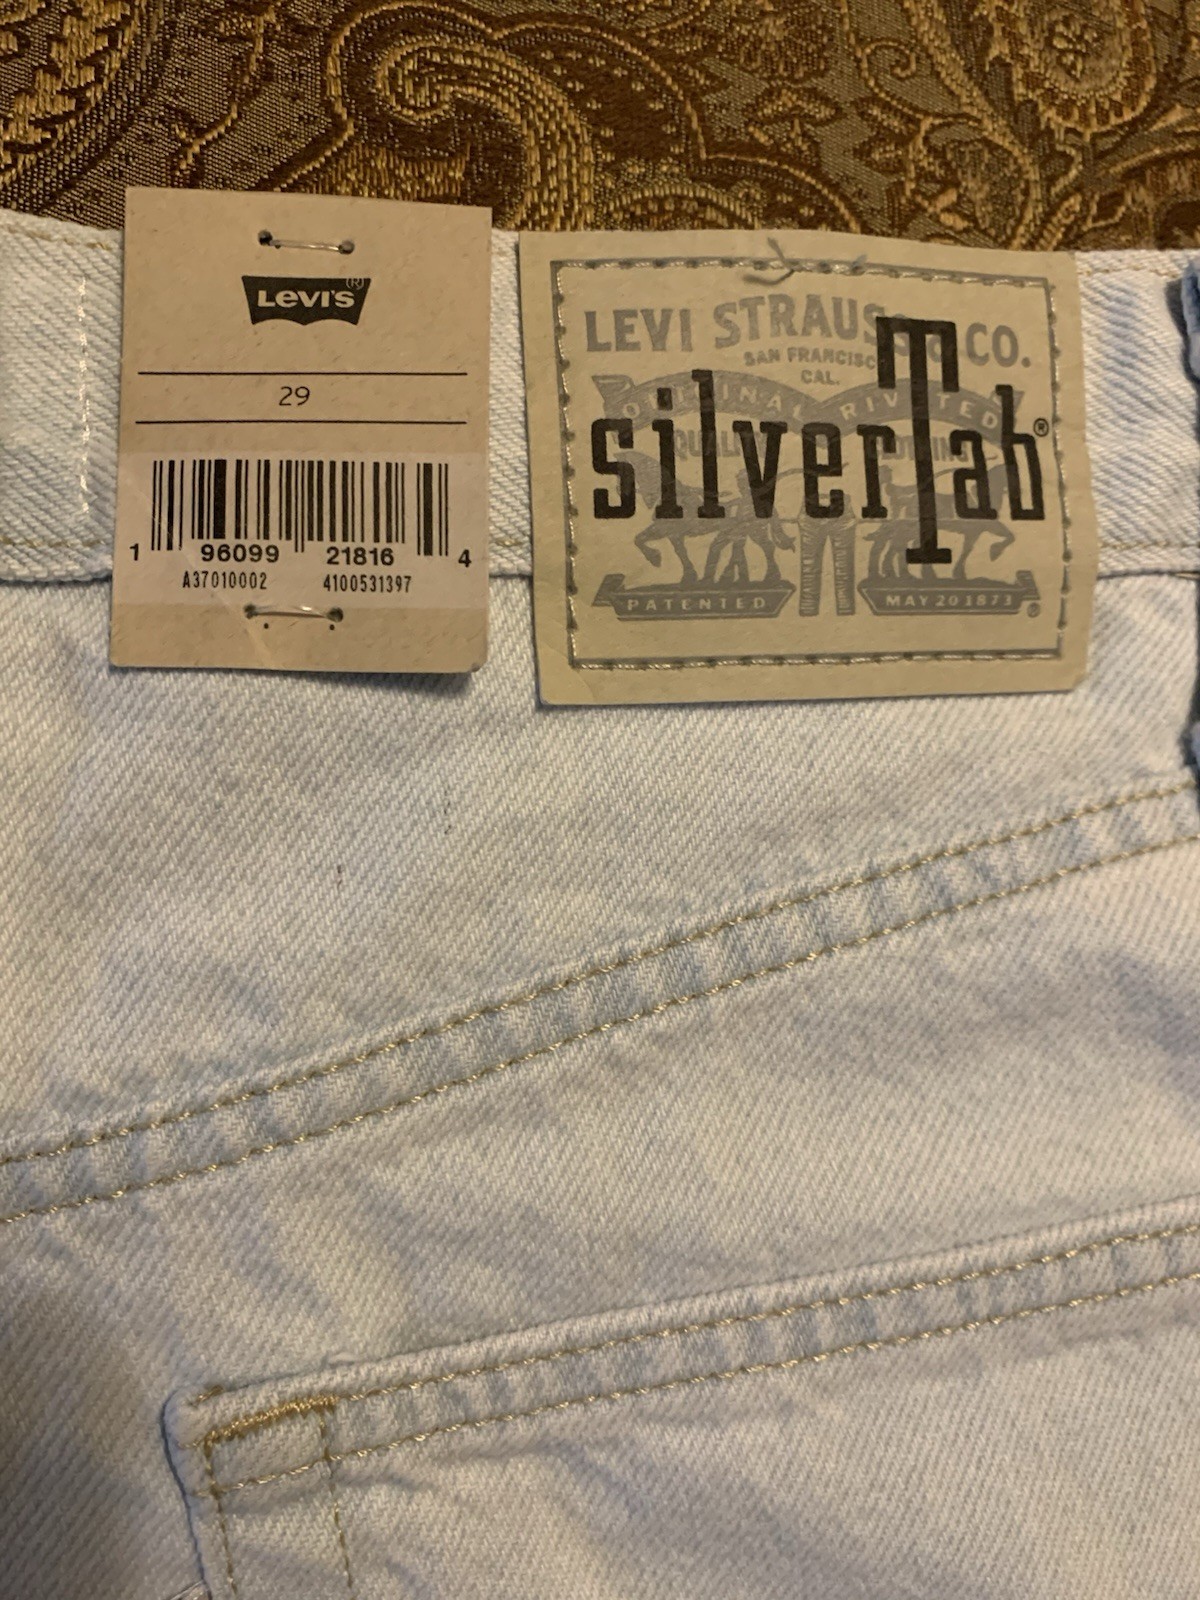 LEVI'S (R)
29
1 96099 21816 4
A37010002 4100531397
LEVI STRAUSS & CO.
SAN FRANCISCO
CAL.
ORIGINAL RIVETED
QUALITY CLOTHING
silverTab®
PATENTED MAY 20 1873 ®